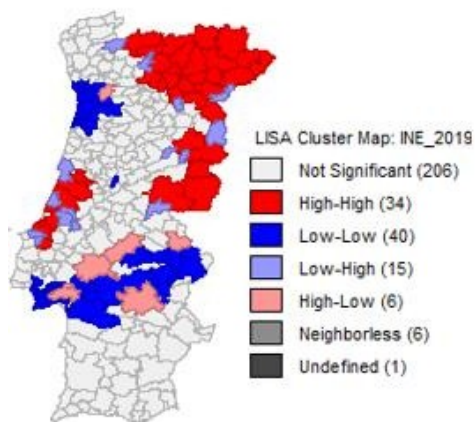 LISA Cluster Map: INE_2019
Not Significant (206)
High-High (34)
Low-Low (40)
Low-High (15)
High-Low (6)
Neighborless (6)
Undefined (1)